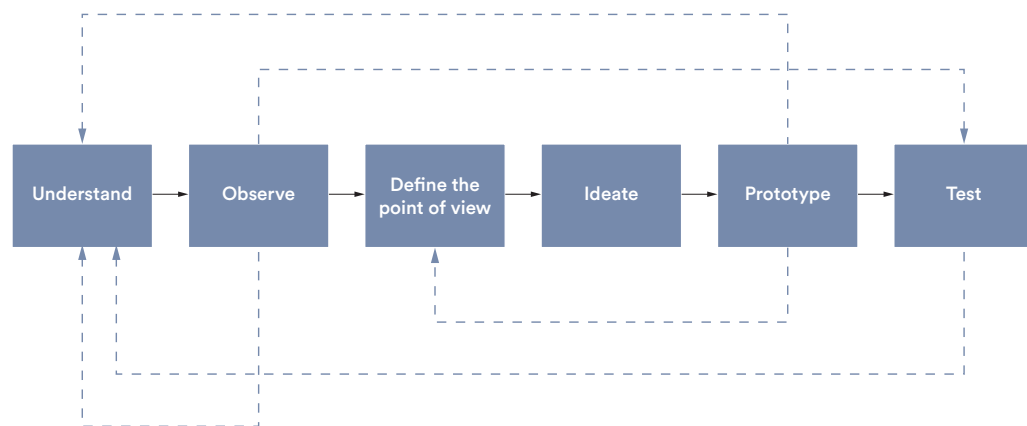 Understand
Observe
Define the
point of view
Ideate
Prototype
Test